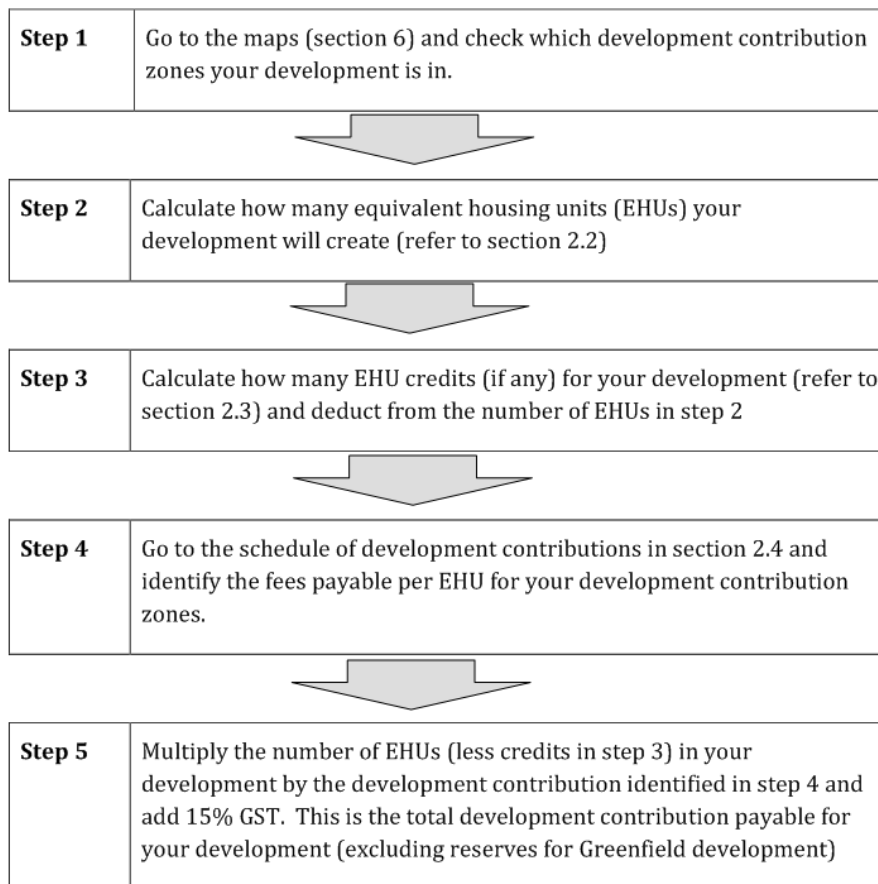 Step 1
Go to the maps (section 6) and check which development contribution
zones your development is in.
Step 2
Calculate how many equivalent housing units (EHUs) your
development will create (refer to section 2.2)
Step 3
Calculate how many EHU credits (if any) for your development (refer to
section 2.3) and deduct from the number of EHUs in step 2
Step 4
Go to the schedule of development contributions in section 2.4 and
identify the fees payable per EHU for your development contribution
zones.
Step 5
Multiply the number of EHUs (less credits in step 3) in your
development by the development contribution identified in step 4 and
add 15% GST.  This is the total development contribution payable for
your development (excluding reserves for Greenfield development)